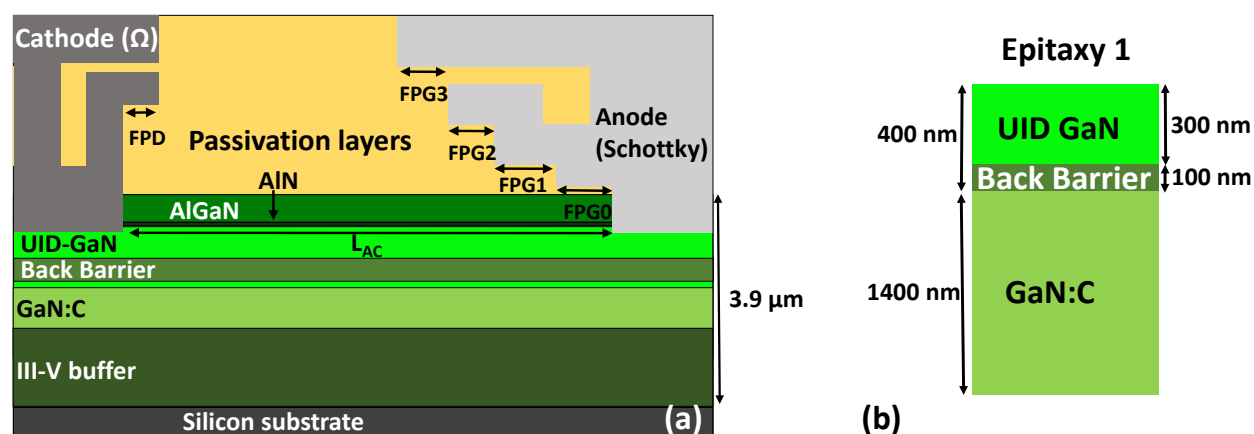 Cathode (Ω)
FPD
Passivation layers
AlN
AlGaN
FPG3
FPG2
FPG1
FPG0
Anode
(Schottky)
UID-GaN
L_AC
Back Barrier
GaN:C
III-V buffer
Silicon substrate
3.9 µm
(a)
Epitaxy 1
400 nm
UID GaN
300 nm
Back Barrier
100 nm
1400 nm
GaN:C
(b)